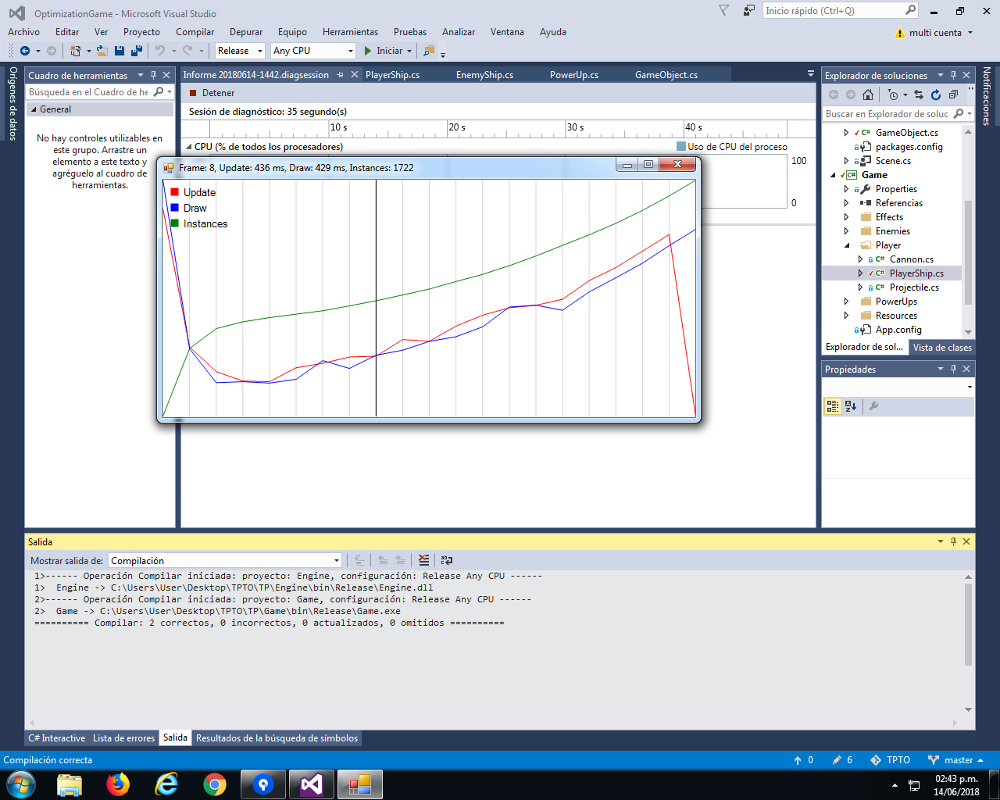 OptimizationGame - Microsoft Visual Studio
Inicio rápido (Ctrl+Q)
Archivo Editar Ver Proyecto Compilar Depurar Equipo Herramientas Pruebas Analizar Ventana Ayuda
multi cuenta
Release Any CPU Iniciar
Orígenes de datos
Cuadro de herramientas
Búsqueda en el Cuadro de he
General
No hay controles utilizables en
este grupo. Arrastre un
elemento a este texto y
agréguelo al cuadro de
herramientas.
Informe 20180614-1442.diagsession PlayerShip.cs EnemyShip.cs PowerUp.cs GameObject.cs
Detener
Sesión de diagnóstico: 35 segundo(s)
10 s 20 s 30 s 40 s
CPU (% de todos los procesadores)
Uso de CPU del proceso
100
0
Frame: 8, Update: 436 ms, Draw: 429 ms, Instances: 1722
Update
Draw
Instances
Explorador de soluciones
Buscar en Explorador de soluc
GameObject.cs
packages.config
Scene.cs
Game
Properties
Referencias
Effects
Enemies
Player
Cannon.cs
PlayerShip.cs
Projectile.cs
PowerUps
Resources
App.config
Explorador de sol... Vista de clases
Propiedades
Notificaciones
Salida
Mostrar salida de: Compilación
1>------ Operación Compilar iniciada: proyecto: Engine, configuración: Release Any CPU ------
1>  Engine -> C:\Users\User\Desktop\TPTO\TP\Engine\bin\Release\Engine.dll
2>------ Operación Compilar iniciada: proyecto: Game, configuración: Release Any CPU ------
2>  Game -> C:\Users\User\Desktop\TPTO\TP\Game\bin\Release\Game.exe
========== Compilar: 2 correctos, 0 incorrectos, 0 actualizados, 0 omitidos ==========
C# Interactive Lista de errores Salida Resultados de la búsqueda de símbolos
Compilación correcta
0 6 TPTO master
02:43 p.m.
14/06/2018